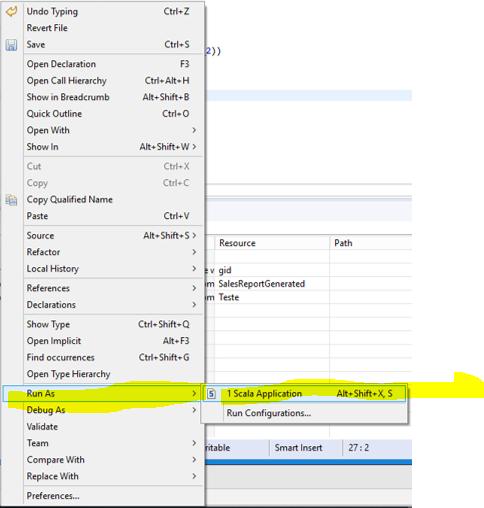 Undo Typing Ctrl+Z
Revert File
Save Ctrl+S
2))
Open Declaration F3
Open Call Hierarchy Ctrl+Alt+H
Show in Breadcrumb Alt+Shift+B
Quick Outline Ctrl+O
Open With
Show In Alt+Shift+W
Cut Ctrl+X
Copy Ctrl+C
Copy Qualified Name
Paste Ctrl+V
Source Alt+Shift+S
Resource Path
Refactor
Local History
e v gid
References
om SalesReportGenerated
Declarations
om Teste
Show Type Ctrl+Shift+Q
Open Implicit Alt+F3
Find occurrences Ctrl+Shift+G
Open Type Hierarchy
Run As
1 Scala Application Alt+Shift+X, S
Debug As
Run Configurations...
Validate
Team
ritable Smart Insert 27 : 2
Compare With
Replace With
Preferences...